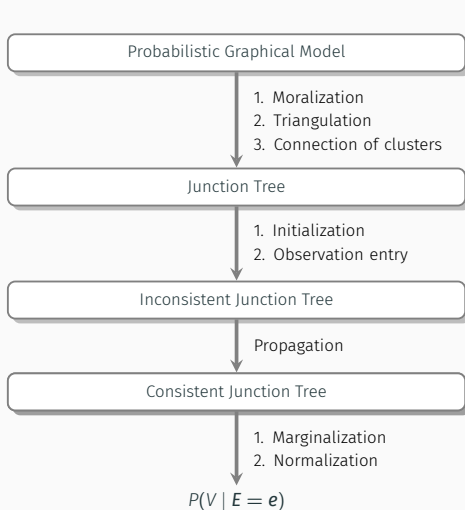 Probabilistic Graphical Model
1. Moralization
2. Triangulation
3. Connection of clusters
Junction Tree
1. Initialization
2. Observation entry
Inconsistent Junction Tree
Propagation
Consistent Junction Tree
1. Marginalization
2. Normalization
P(V | E = e)